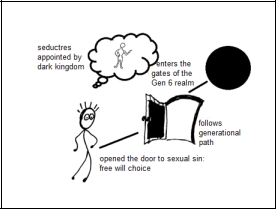 seductres
appointed by
dark kingdom
enters the
gates of the
Gen 6 realm
follows
generational
path
opened the door to sexual sin:
free will choice